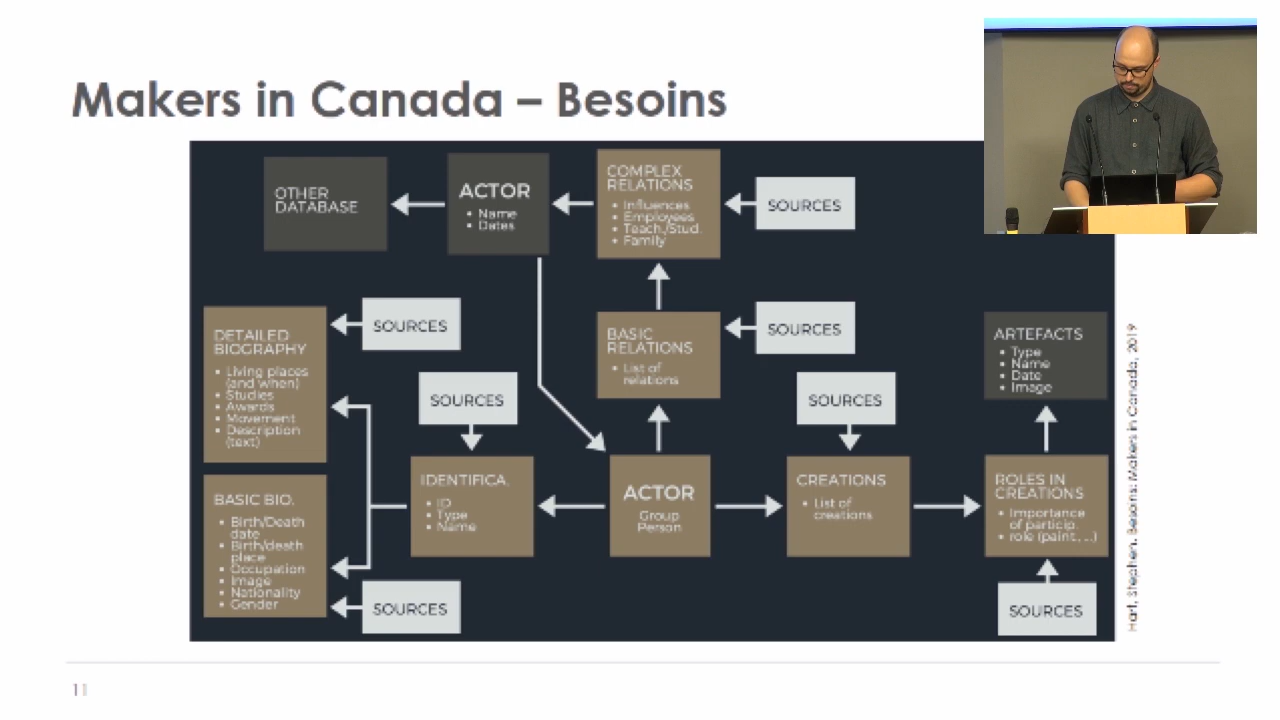 Makers in Canada – Besoins
OTHER
DATABASE
ACTOR
• Name
• Dates
COMPLEX
RELATIONS
• Influences
• Employees
• Teach./Stud.
• Family
SOURCES
DETAILED
BIOGRAPHY
• Living places
(and when)
• Studies
• Awards
• Movement
• Description
(text)
SOURCES
BASIC
RELATIONS
• List of
relations
SOURCES
ARTEFACTS
• Type
• Name
• Date
• Image
SOURCES
SOURCES
BASIC BIO.
• Birth/Death
date
• Birth/death
place
• Occupation
• Image
• Nationality
• Gender
IDENTIFICA.
• ID
• Type
• Name
ACTOR
Group
Person
CREATIONS
• List of
creations
ROLES IN
CREATIONS
• Importance
of particip.
• role (paint, ...)
SOURCES
SOURCES
Hart, Stephen. Besoins: Makers in Canada, 2019
11